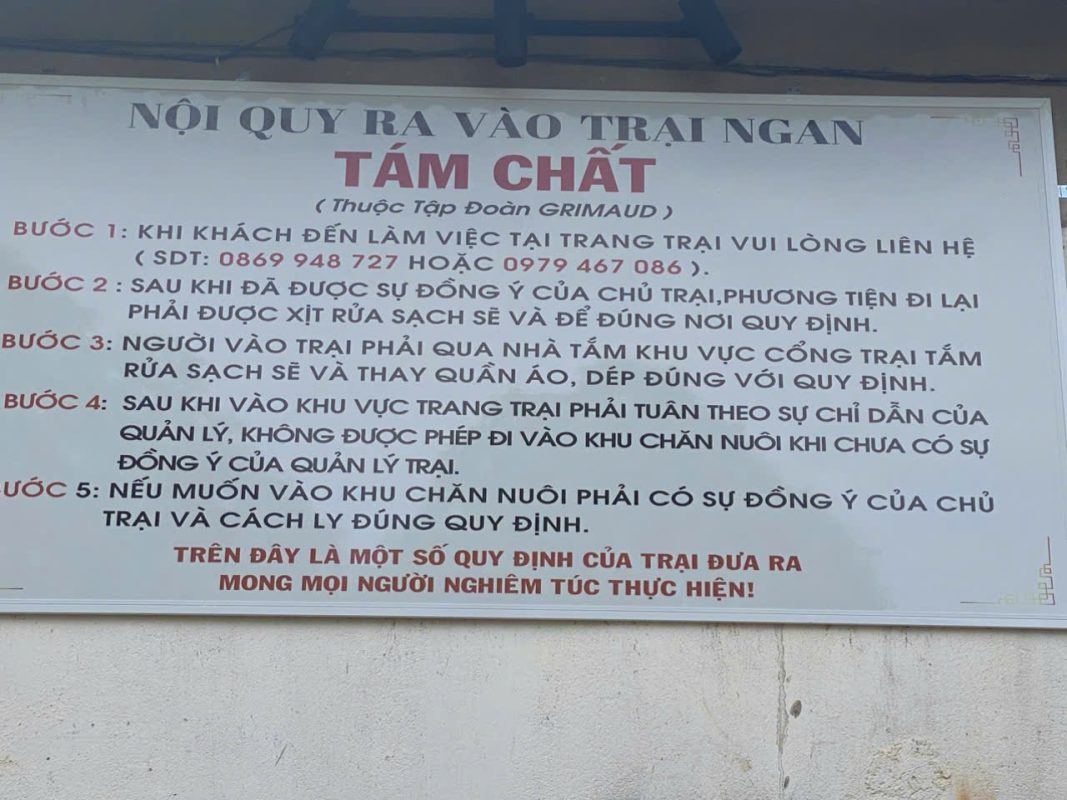 NỘI QUY RA VÀO TRẠI NGAN
TÁM CHẤT
( Thuộc Tập Đoàn GRIMAUD )
BƯỚC 1: KHI KHÁCH ĐẾN LÀM VIỆC TẠI TRANG TRẠI VUI LÒNG LIÊN HỆ
( SDT: 0869 948 727 HOẶC 0979 467 086 ).
BƯỚC 2 : SAU KHI ĐÃ ĐƯỢC SỰ ĐỒNG Ý CỦA CHỦ TRẠI,PHƯƠNG TIỆN ĐI LẠI
PHẢI ĐƯỢC XỊT RỬA SẠCH SẼ VÀ ĐỂ ĐÚNG NƠI QUY ĐỊNH.
BƯỚC 3: NGƯỜI VÀO TRẠI PHẢI QUA NHÀ TẮM KHU VỰC CỔNG TRẠI TẮM
RỬA SẠCH SẼ VÀ THAY QUẦN ÁO, DÉP ĐÚNG VỚI QUY ĐỊNH.
BƯỚC 4: SAU KHI VÀO KHU VỰC TRANG TRẠI PHẢI TUÂN THEO SỰ CHỈ DẪN CỦA
QUẢN LÝ, KHÔNG ĐƯỢC PHÉP ĐI VÀO KHU CHĂN NUÔI KHI CHƯA CÓ SỰ
ĐỒNG Ý CỦA QUẢN LÝ TRẠI.
ƯỚC 5: NẾU MUỐN VÀO KHU CHĂN NUÔI PHẢI CÓ SỰ ĐỒNG Ý CỦA CHỦ
TRẠI VÀ CÁCH LY ĐÚNG QUY ĐỊNH.
TRÊN ĐÂY LÀ MỘT SỐ QUY ĐỊNH CỦA TRẠI ĐƯA RA
MONG MỌI NGƯỜI NGHIÊM TÚC THỰC HIỆN!